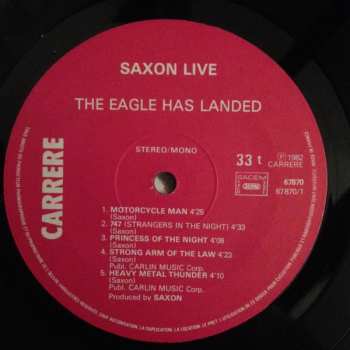 SAXON LIVE
THE EAGLE HAS LANDED
STEREO/MONO
33 t
℗ 1982
CARRERE
67870
67870/1
SACEM
CARRERE
1. MOTORCYCLE MAN 4'25
(Saxon)
2. 747 (STRANGERS IN THE NIGHT) 4'33
(Saxon)
3. PRINCESS OF THE NIGHT 4'08
(Saxon)
4. STRONG ARM OF THE LAW 4'23
(Saxon)
Publ. CARLIN MUSIC Corp.
5. HEAVY METAL THUNDER 4'10
(Saxon)
Publ. CARLIN MUSIC Corp.
Produced by SAXON